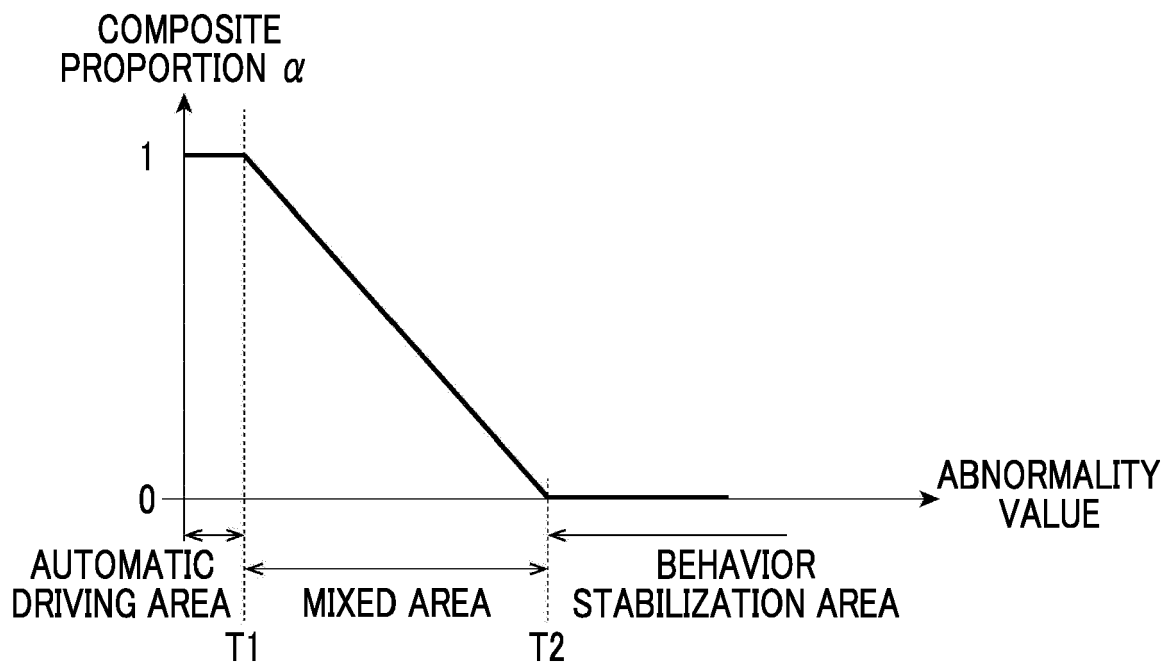 COMPOSITE
PROPORTION α
1
0
ABNORMALITY
VALUE
AUTOMATIC
DRIVING AREA
MIXED AREA
BEHAVIOR
STABILIZATION AREA
T1
T2